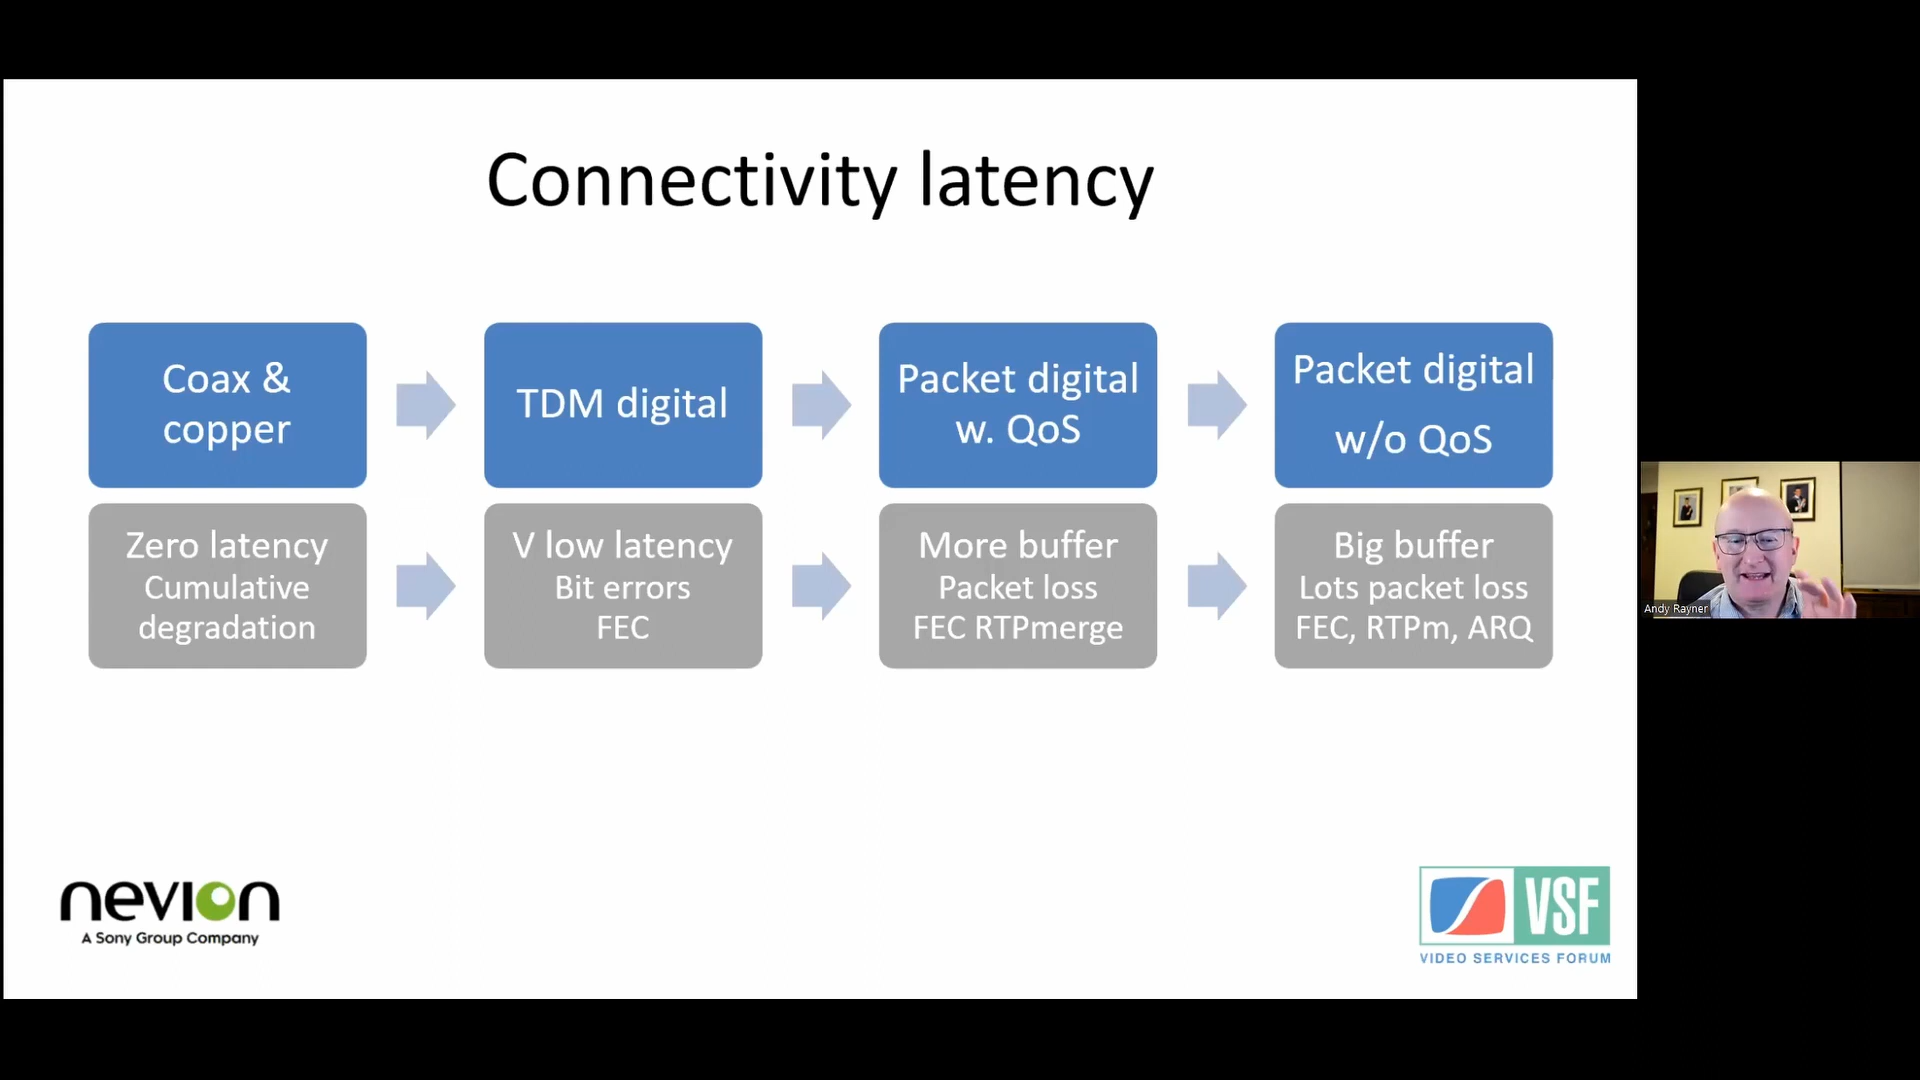 Connectivity latency
Coax &
copper
TDM digital
Packet digital
w. QoS
Packet digital
w/o QoS
Zero latency
Cumulative
degradation
V low latency
Bit errors
FEC
More buffer
Packet loss
FEC RTPmerge
Big buffer
Lots packet loss
FEC, RTPm, ARQ
Andy Rayner
nevion
A Sony Group Company
VSF
VIDEO SERVICES FORUM